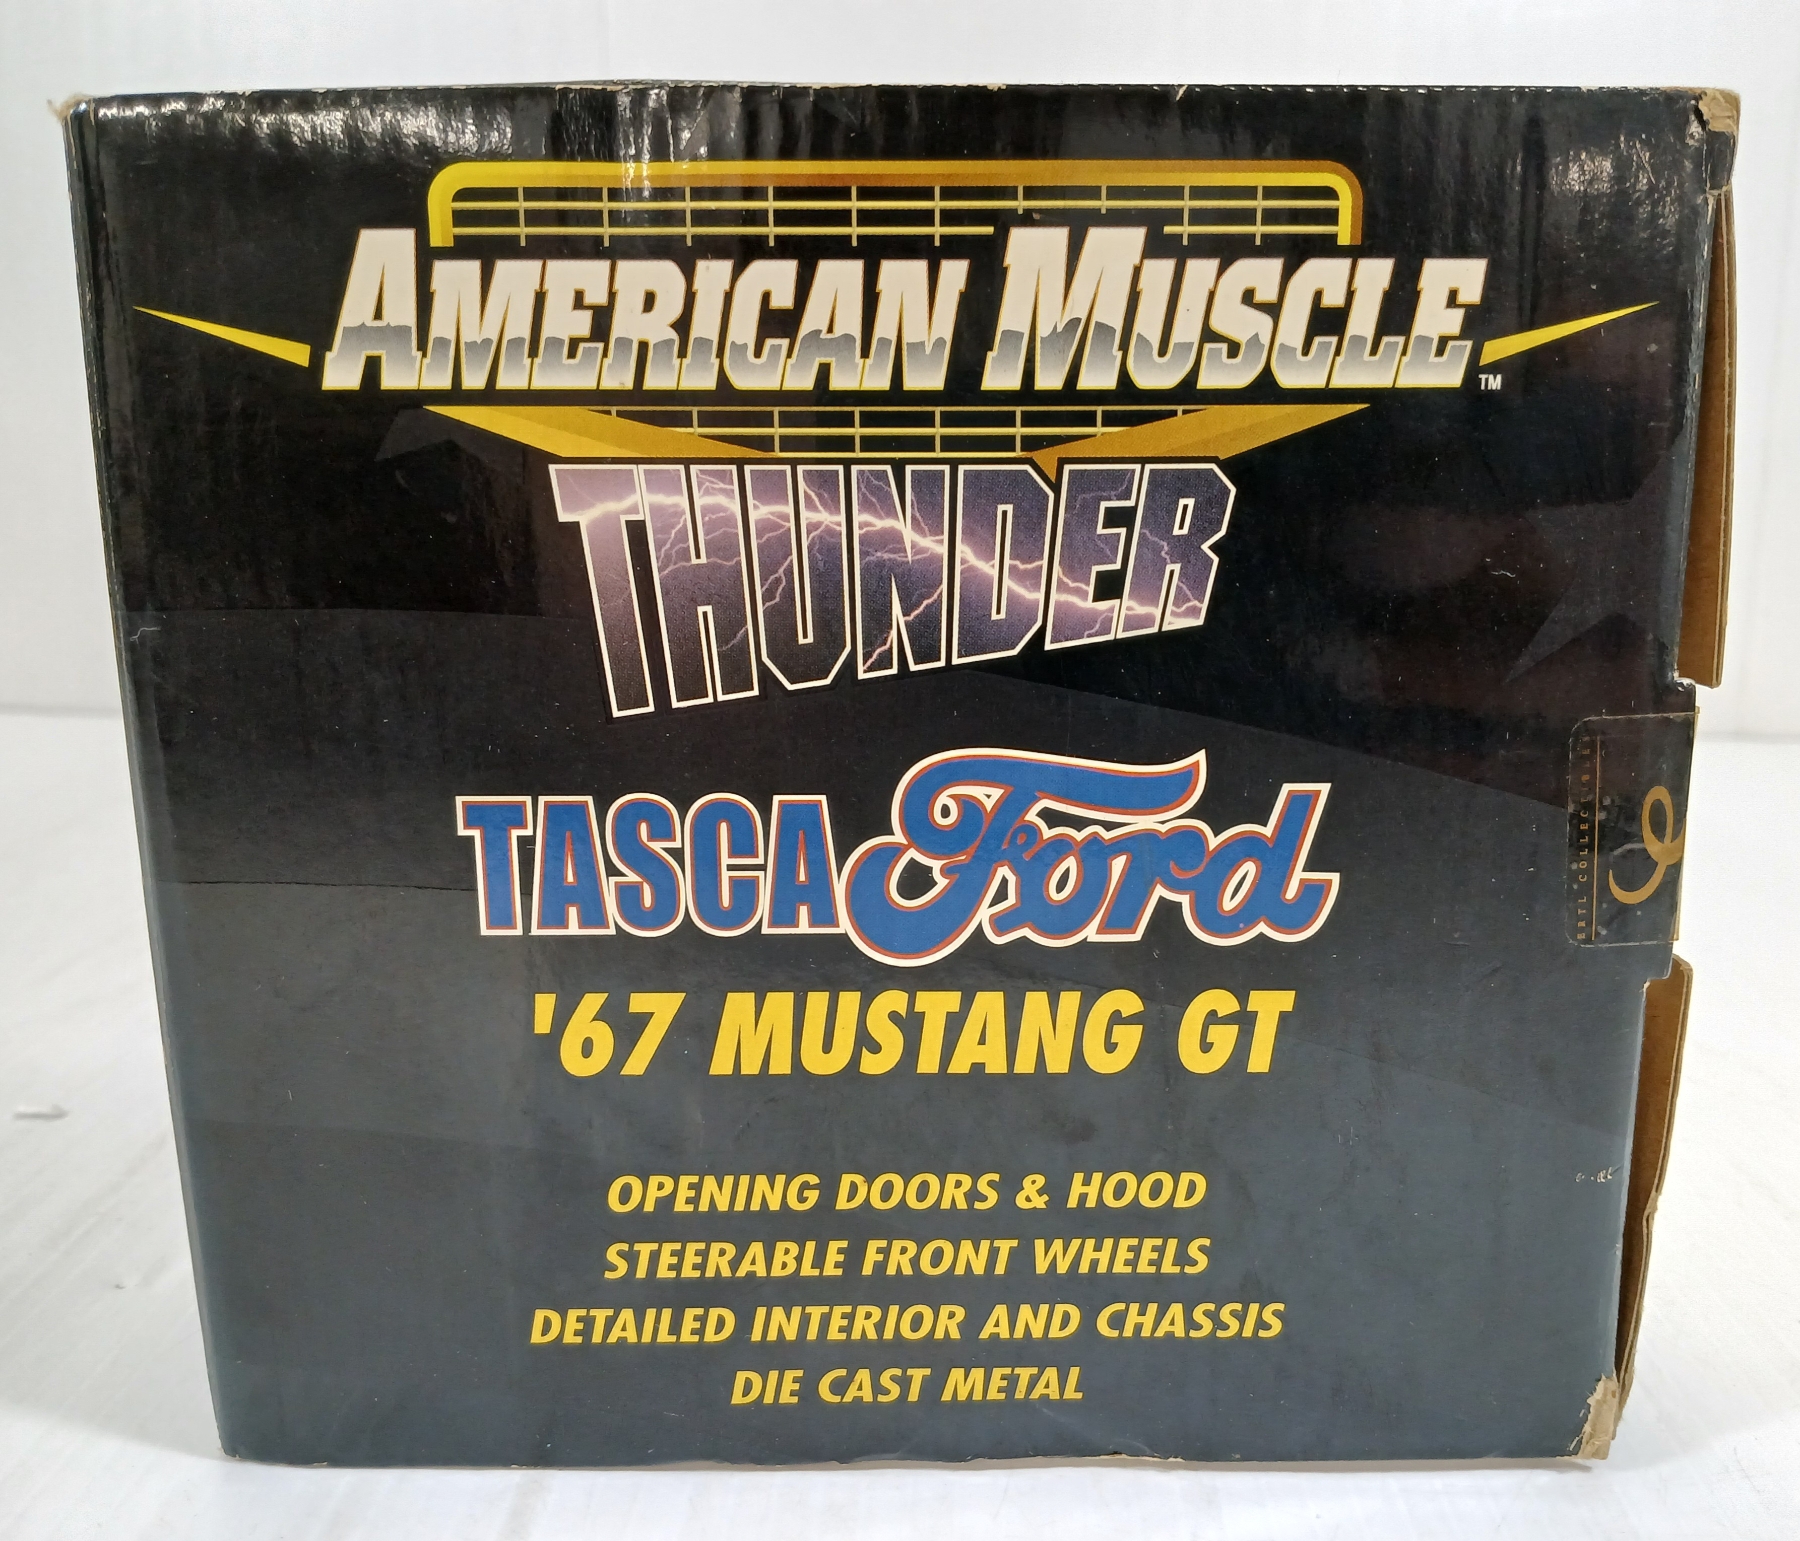 AMERICAN MUSCLE™
THUNDER
TASCA Ford
'67 MUSTANG GT
OPENING DOORS & HOOD
STEERABLE FRONT WHEELS
DETAILED INTERIOR AND CHASSIS
DIE CAST METAL